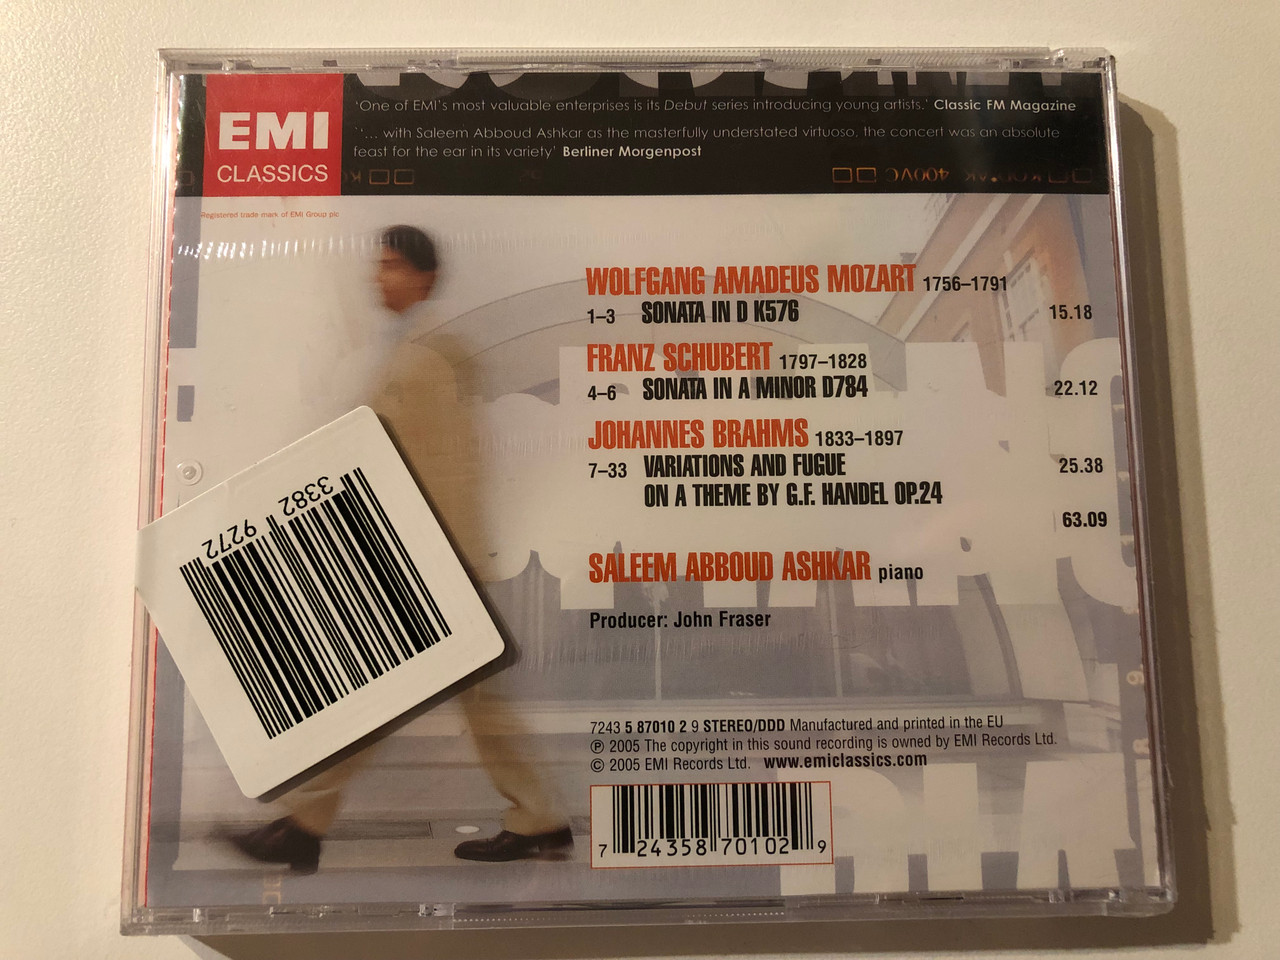 EMI
CLASSICS
Registered trade mark of EMI Group plc
'One of EMI's most valuable enterprises is its Debut series introducing young artists.' Classic FM Magazine
'... with Saleem Abboud Ashkar as the masterfully understated virtuoso, the concert was an absolute
feast for the ear in its variety' Berliner Morgenpost
400VC
WOLFGANG AMADEUS MOZART 1756–1791
1–3 SONATA IN D K576 15.18
FRANZ SCHUBERT 1797–1828
4–6 SONATA IN A MINOR D784 22.12
JOHANNES BRAHMS 1833–1897
7–33 VARIATIONS AND FUGUE 25.38
ON A THEME BY G.F. HANDEL OP.24
63.09
SALEEM ABBOUD ASHKAR piano
Producer: John Fraser
3382
9272
7243 5 87010 2 9 STEREO/DDD Manufactured and printed in the EU
℗ 2005 The copyright in this sound recording is owned by EMI Records Ltd.
© 2005 EMI Records Ltd. www.emiclassics.com
7 24358 70102 9